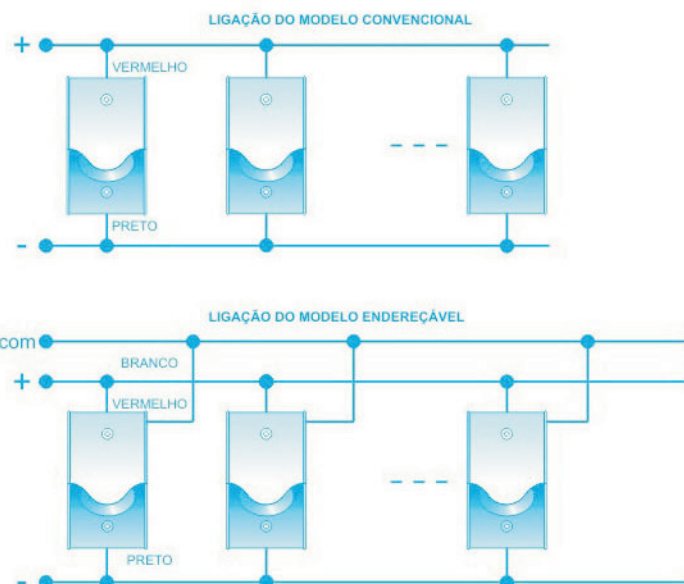 LIGAÇÃO DO MODELO CONVENCIONAL
+
VERMELHO
PRETO
-
LIGAÇÃO DO MODELO ENDEREÇÁVEL
com
BRANCO
+
VERMELHO
PRETO
-